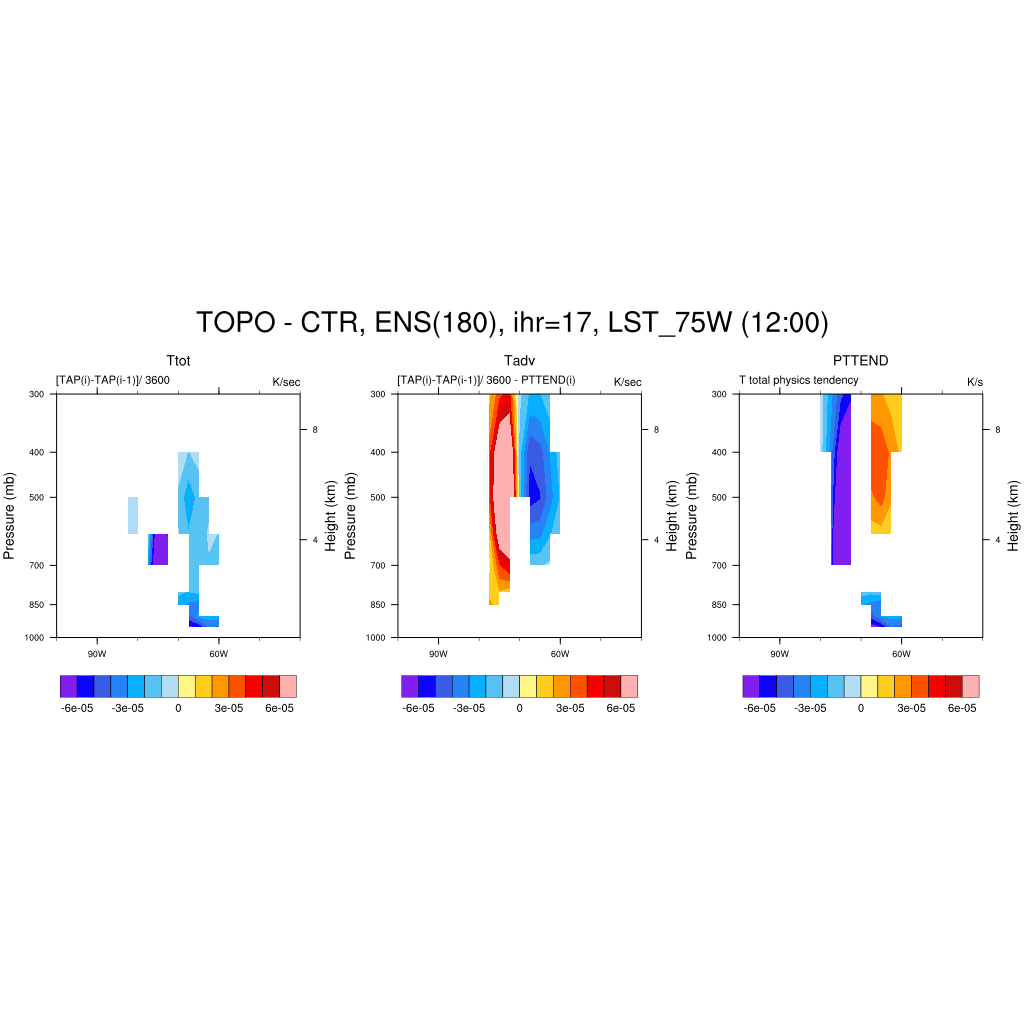 TOPO - CTR, ENS(180), ihr=17, LST_75W (12:00)
Ttot
[TAP(i)-TAP(i-1)]/ 3600 K/sec
300
400
500
700
850
1000
Pressure (mb)
8
4
Height (km)
90W 60W
-6e-05 -3e-05 0 3e-05 6e-05
Tadv
[TAP(i)-TAP(i-1)]/ 3600 - PTTEND(i) K/sec
300
400
500
700
850
1000
Pressure (mb)
8
4
Height (km)
90W 60W
-6e-05 -3e-05 0 3e-05 6e-05
PTTEND
T total physics tendency K/s
300
400
500
700
850
1000
Pressure (mb)
8
4
Height (km)
90W 60W
-6e-05 -3e-05 0 3e-05 6e-05